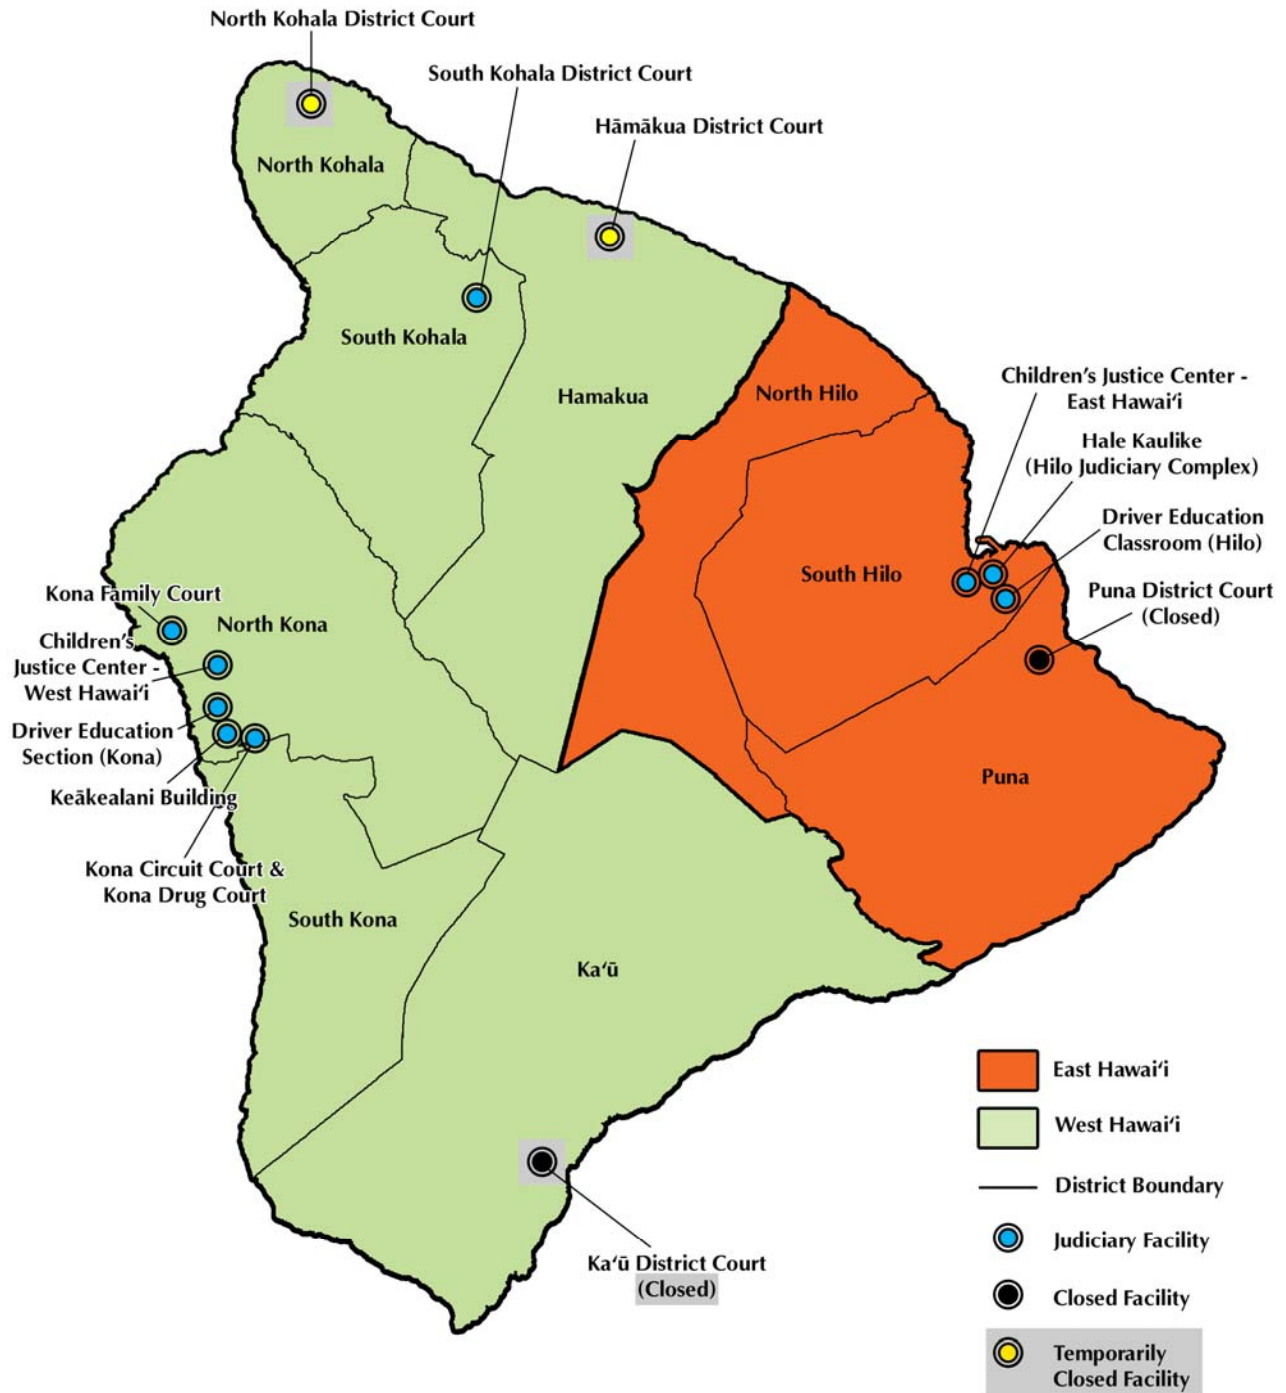 North Kohala District Court
South Kohala District Court
Hāmākua District Court
North Kohala
South Kohala
Hamakua
North Hilo
Children's Justice Center -
East Hawai‘i
Hale Kaulike
(Hilo Judiciary Complex)
Driver Education
Classroom (Hilo)
South Hilo
Puna District Court
(Closed)
Kona Family Court
North Kona
Children's
Justice Center -
West Hawai‘i
Driver Education
Section (Kona)
Keākealani Building
Puna
Kona Circuit Court &
Kona Drug Court
South Kona
Ka‘ū
Ka‘ū District Court
(Closed)
East Hawai‘i
West Hawai‘i
District Boundary
Judiciary Facility
Closed Facility
Temporarily
Closed Facility